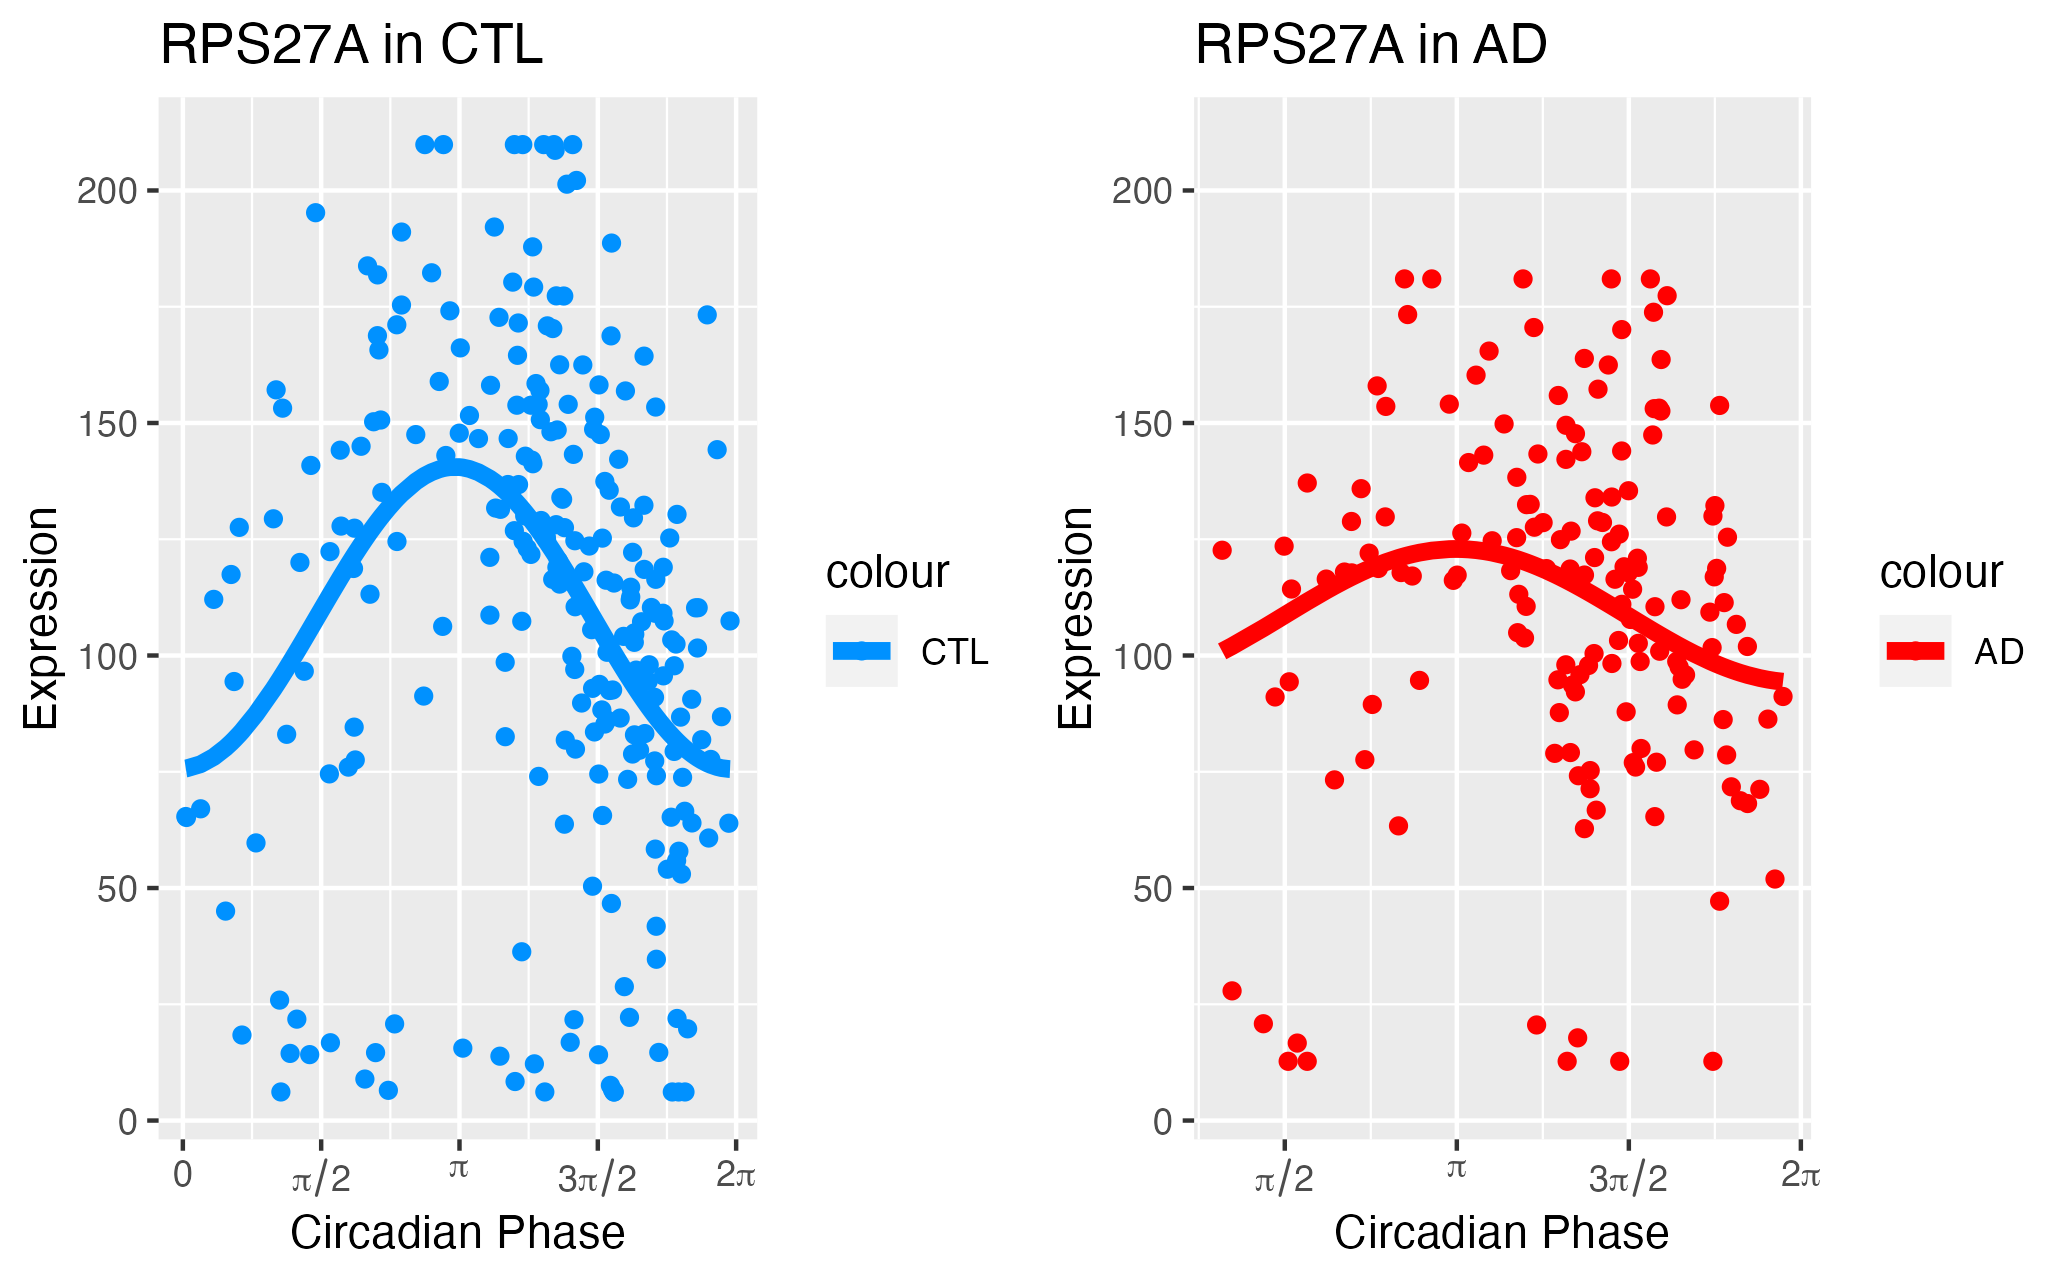 RPS27A in CTL
Expression
200
150
100
50
0
0
π/2
π
3π/2
2π
Circadian Phase
colour
CTL
RPS27A in AD
Expression
200
150
100
50
0
π/2
π
3π/2
2π
Circadian Phase
colour
AD